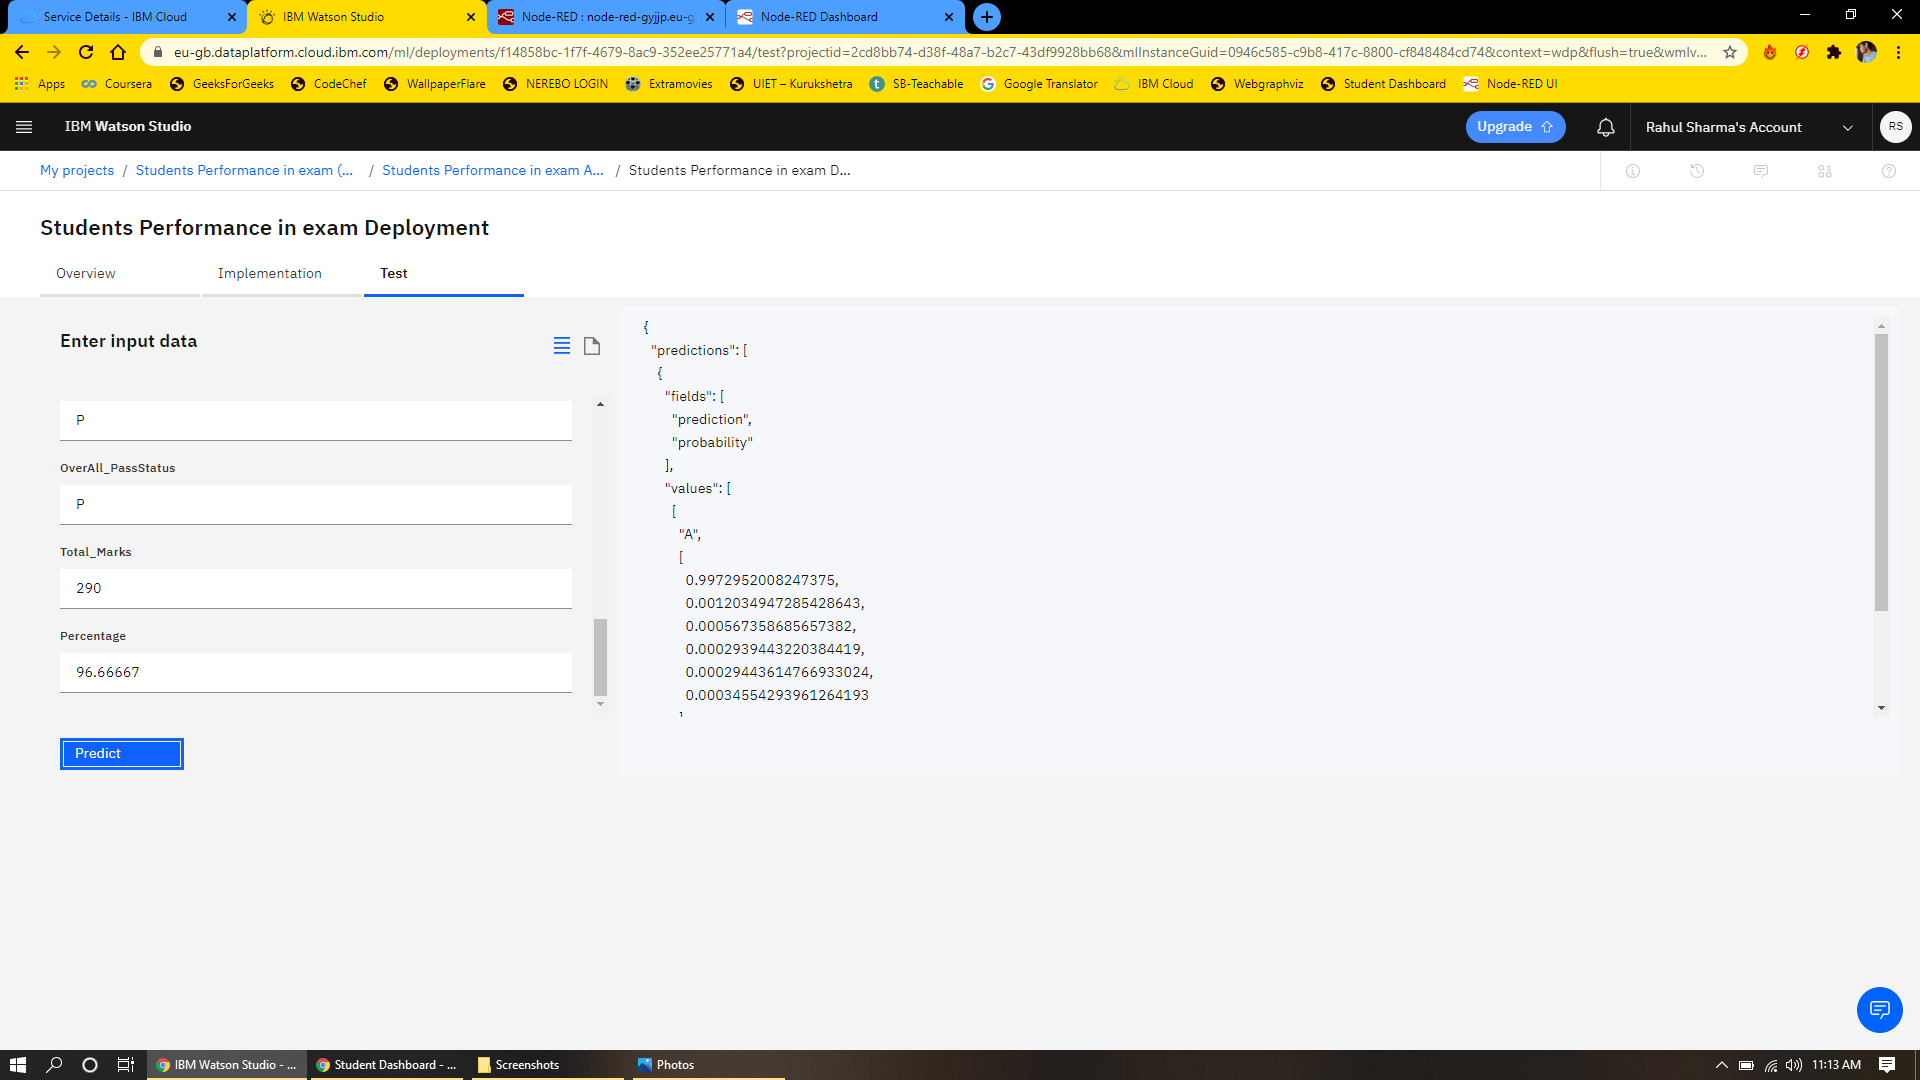 Service Details - IBM Cloud
IBM Watson Studio
Node-RED : node-red-gyjjp.eu-g
Node-RED Dashboard
eu-gb.dataplatform.cloud.ibm.com/ml/deployments/f14858bc-1f7f-4679-8ac9-352ee25771a4/test?projectid=2cd8bb74-d38f-48a7-b2c7-43df9928bb68&mlInstanceGuid=0946c585-c9b8-417c-8800-cf848484cd74&context=wdp&flush=true&wmlv...
Apps
Coursera
GeeksForGeeks
CodeChef
WallpaperFlare
NEREBO LOGIN
Extramovies
UIET – Kurukshetra
SB-Teachable
Google Translator
IBM Cloud
Webgraphviz
Student Dashboard
Node-RED UI
IBM Watson Studio
Upgrade
Rahul Sharma's Account
RS
My projects / Students Performance in exam (... / Students Performance in exam A... / Students Performance in exam D...
Students Performance in exam Deployment
Overview
Implementation
Test
Enter input data
P
OverAll_PassStatus
P
Total_Marks
290
Percentage
96.66667
Predict
{
"predictions": [
{
"fields": [
"prediction",
"probability"
],
"values": [
[
"A",
[
0.9972952008247375,
0.0012034947285428643,
0.000567358685657382,
0.00029394432203844​19,
0.00029443614766933024,
0.00034554293961264193
]
IBM Watson Studio - ...
Student Dashboard - ...
Screenshots
Photos
11:13 AM